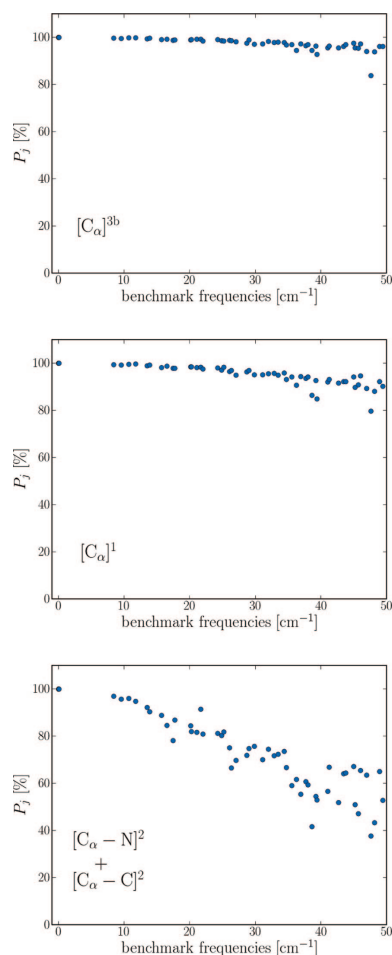 100
80
60
40
20
0
P_j [%]
[C_α]^{3b}
0 10 20 30 40 50
benchmark frequencies [cm^{−1}]
100
80
60
40
20
0
P_j [%]
[C_α]^1
0 10 20 30 40 50
benchmark frequencies [cm^{−1}]
100
80
60
40
20
0
P_j [%]
[C_α − N]^2
+
[C_α − C]^2
0 10 20 30 40 50
benchmark frequencies [cm^{−1}]